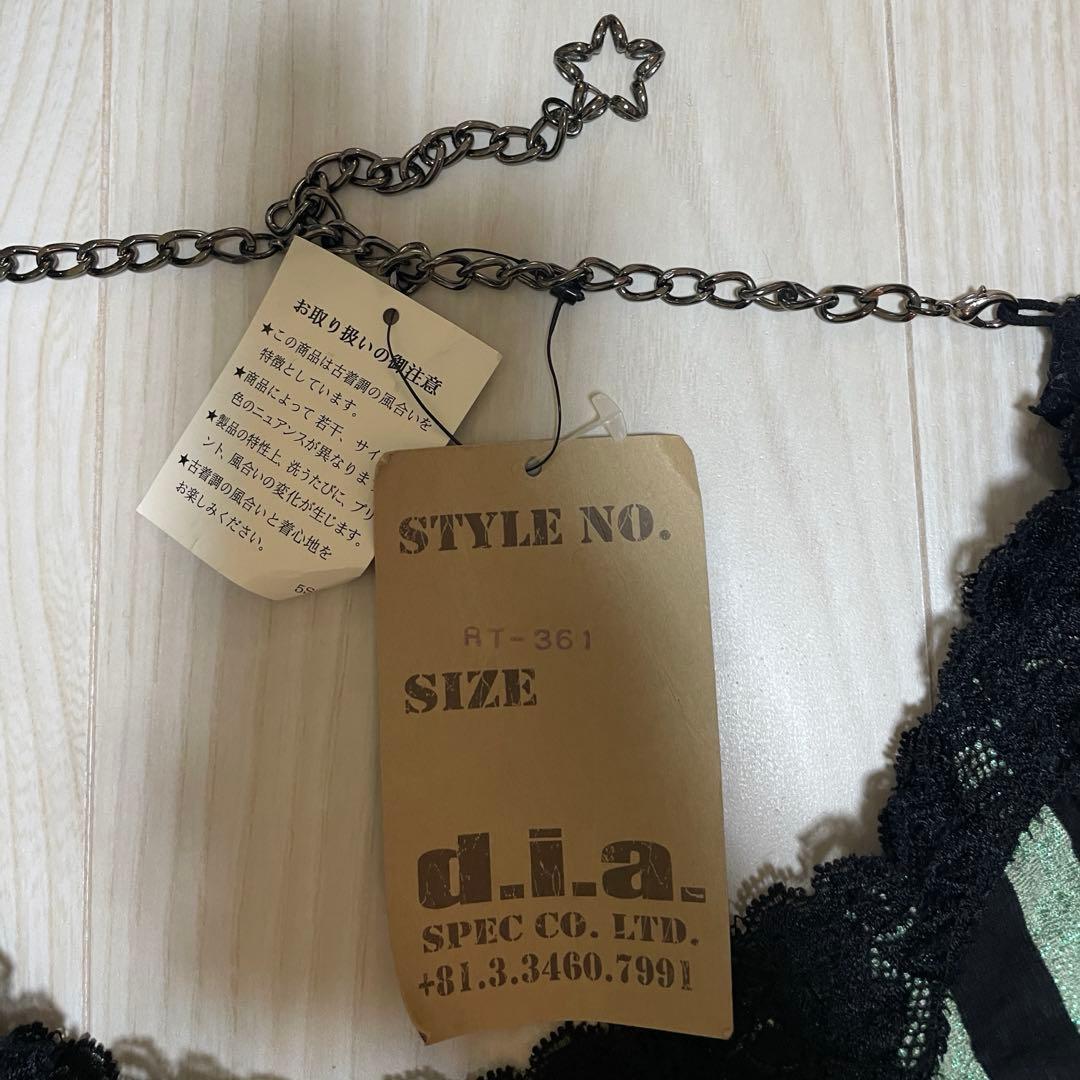 お取り扱いの御注意
★この商品は古着調の風合いを
特徴としています。
★商品によって 若干、サイ
色のニュアンスが異なりま
★製品の特性上、洗うたびに、プリ
ント、風合いの変化が生じます。
★古着調の風合いと着心地を
お楽しみください。
STYLE NO.
RT-361
SIZE
d.i.a.
SPEC CO. LTD.
+81.3.3460.7991